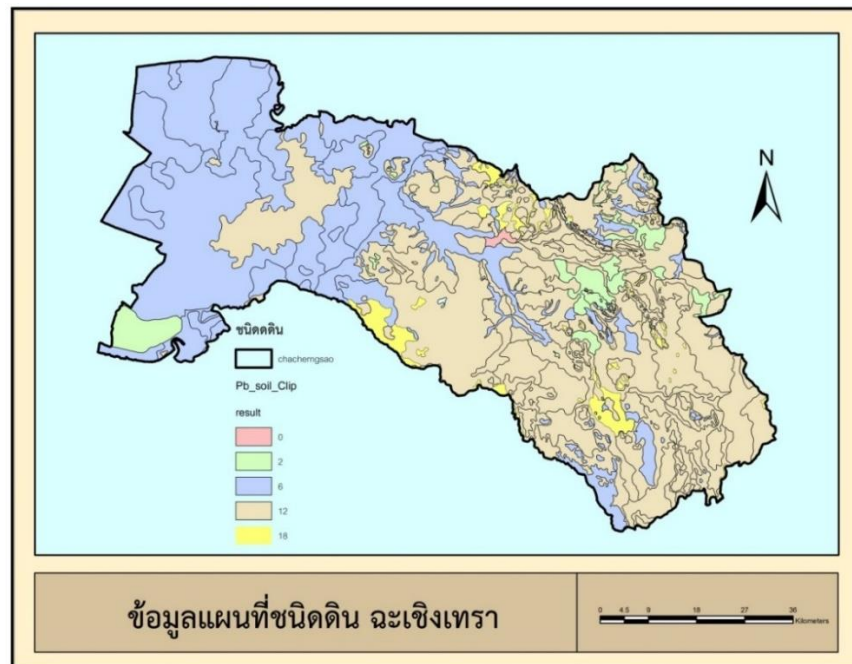 N
ชนิดดดิน
chacherngsao
Pb_soil_Clip
result
0
2
6
12
18
ข้อมูลแผนที่ชนิดดิน ฉะเชิงเทรา
0 4.5 9 18 27 36
Kilometers